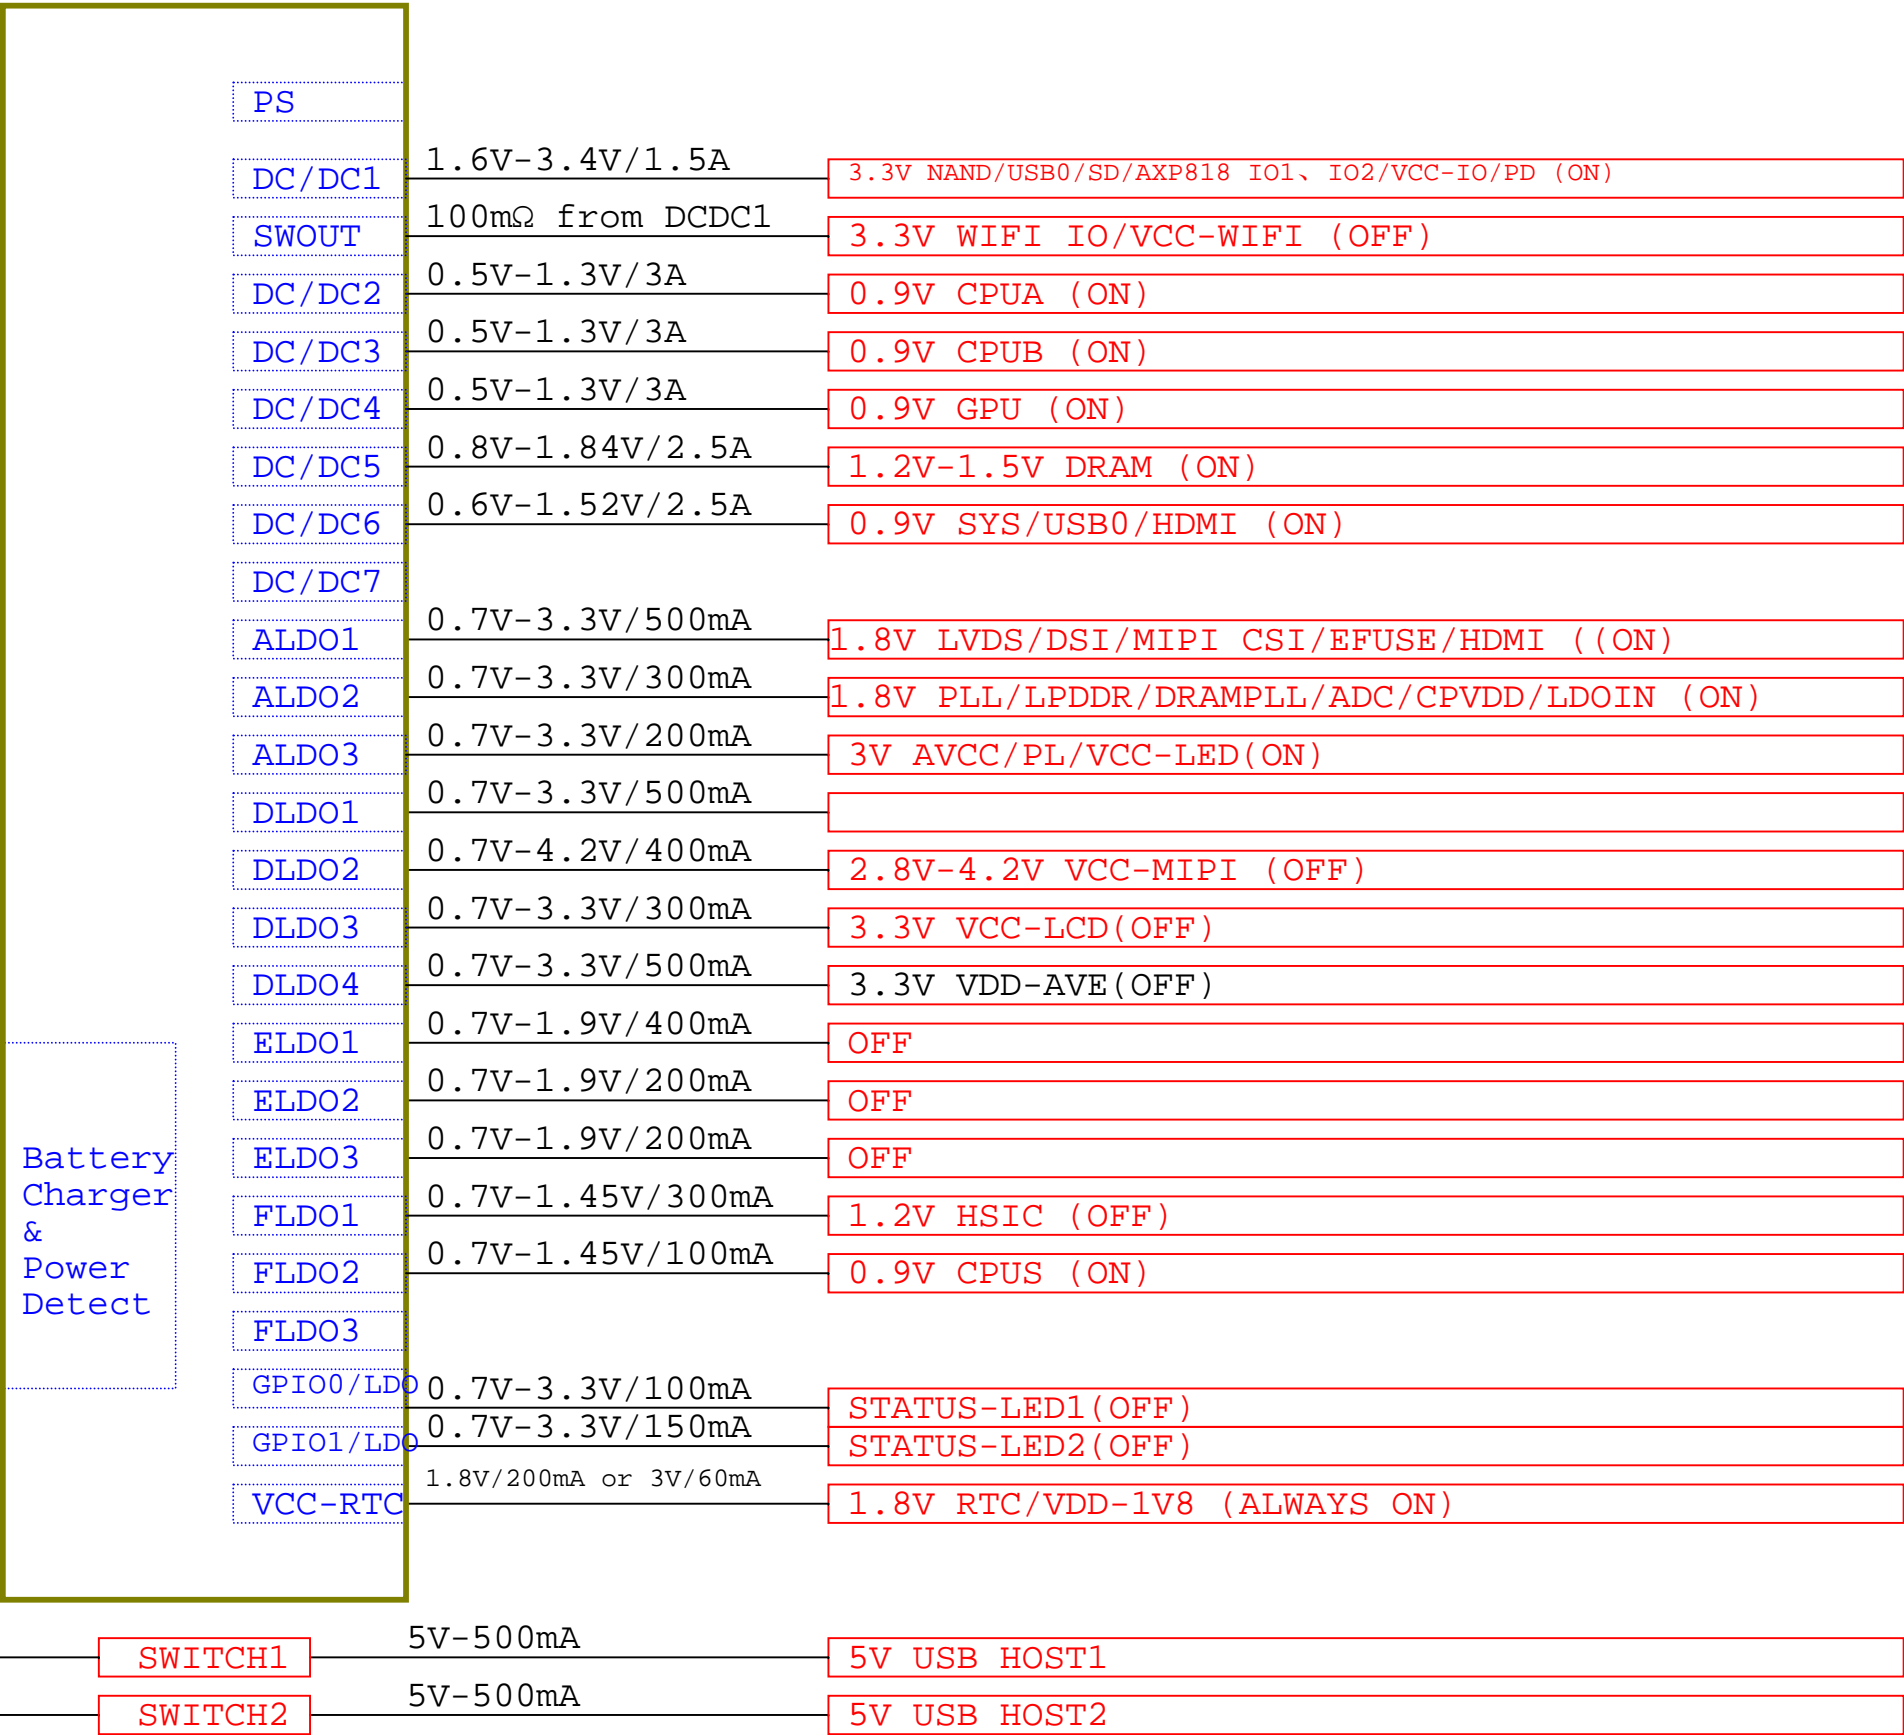 PS
1.6V-3.4V/1.5A
DC/DC1
3.3V NAND/USB0/SD/AXP818 IO1、IO2/VCC-IO/PD (ON)
100mΩ from DCDC1
SWOUT
3.3V WIFI IO/VCC-WIFI (OFF)
0.5V-1.3V/3A
DC/DC2
0.9V CPUA (ON)
0.5V-1.3V/3A
DC/DC3
0.9V CPUB (ON)
0.5V-1.3V/3A
DC/DC4
0.9V GPU (ON)
0.8V-1.84V/2.5A
DC/DC5
1.2V-1.5V DRAM (ON)
0.6V-1.52V/2.5A
DC/DC6
0.9V SYS/USB0/HDMI (ON)
DC/DC7
0.7V-3.3V/500mA
ALDO1
1.8V LVDS/DSI/MIPI CSI/EFUSE/HDMI ((ON)
0.7V-3.3V/300mA
ALDO2
1.8V PLL/LPDDR/DRAMPLL/ADC/CPVDD/LDOIN (ON)
0.7V-3.3V/200mA
ALDO3
3V AVCC/PL/VCC-LED(ON)
0.7V-3.3V/500mA
DLDO1
0.7V-4.2V/400mA
DLDO2
2.8V-4.2V VCC-MIPI (OFF)
0.7V-3.3V/300mA
DLDO3
3.3V VCC-LCD(OFF)
0.7V-3.3V/500mA
DLDO4
3.3V VDD-AVE(OFF)
0.7V-1.9V/400mA
ELDO1
OFF
0.7V-1.9V/200mA
ELDO2
OFF
0.7V-1.9V/200mA
ELDO3
OFF
0.7V-1.45V/300mA
FLDO1
1.2V HSIC (OFF)
0.7V-1.45V/100mA
FLDO2
0.9V CPUS (ON)
FLDO3
Battery
Charger
&
Power
Detect
GPIO0/LDO
0.7V-3.3V/100mA
STATUS-LED1(OFF)
GPIO1/LDO
0.7V-3.3V/150mA
STATUS-LED2(OFF)
1.8V/200mA or 3V/60mA
VCC-RTC
1.8V RTC/VDD-1V8 (ALWAYS ON)
5V-500mA
SWITCH1
5V USB HOST1
5V-500mA
SWITCH2
5V USB HOST2